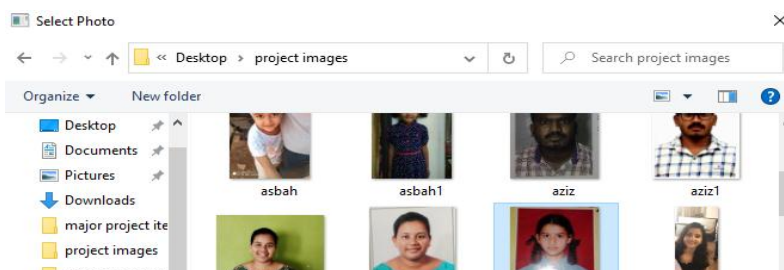 Select Photo
« Desktop › project images
Search project images
Organize
New folder
?
Desktop
Documents
Pictures
Downloads
major project ite
project images
asbah
asbah1
aziz
aziz1